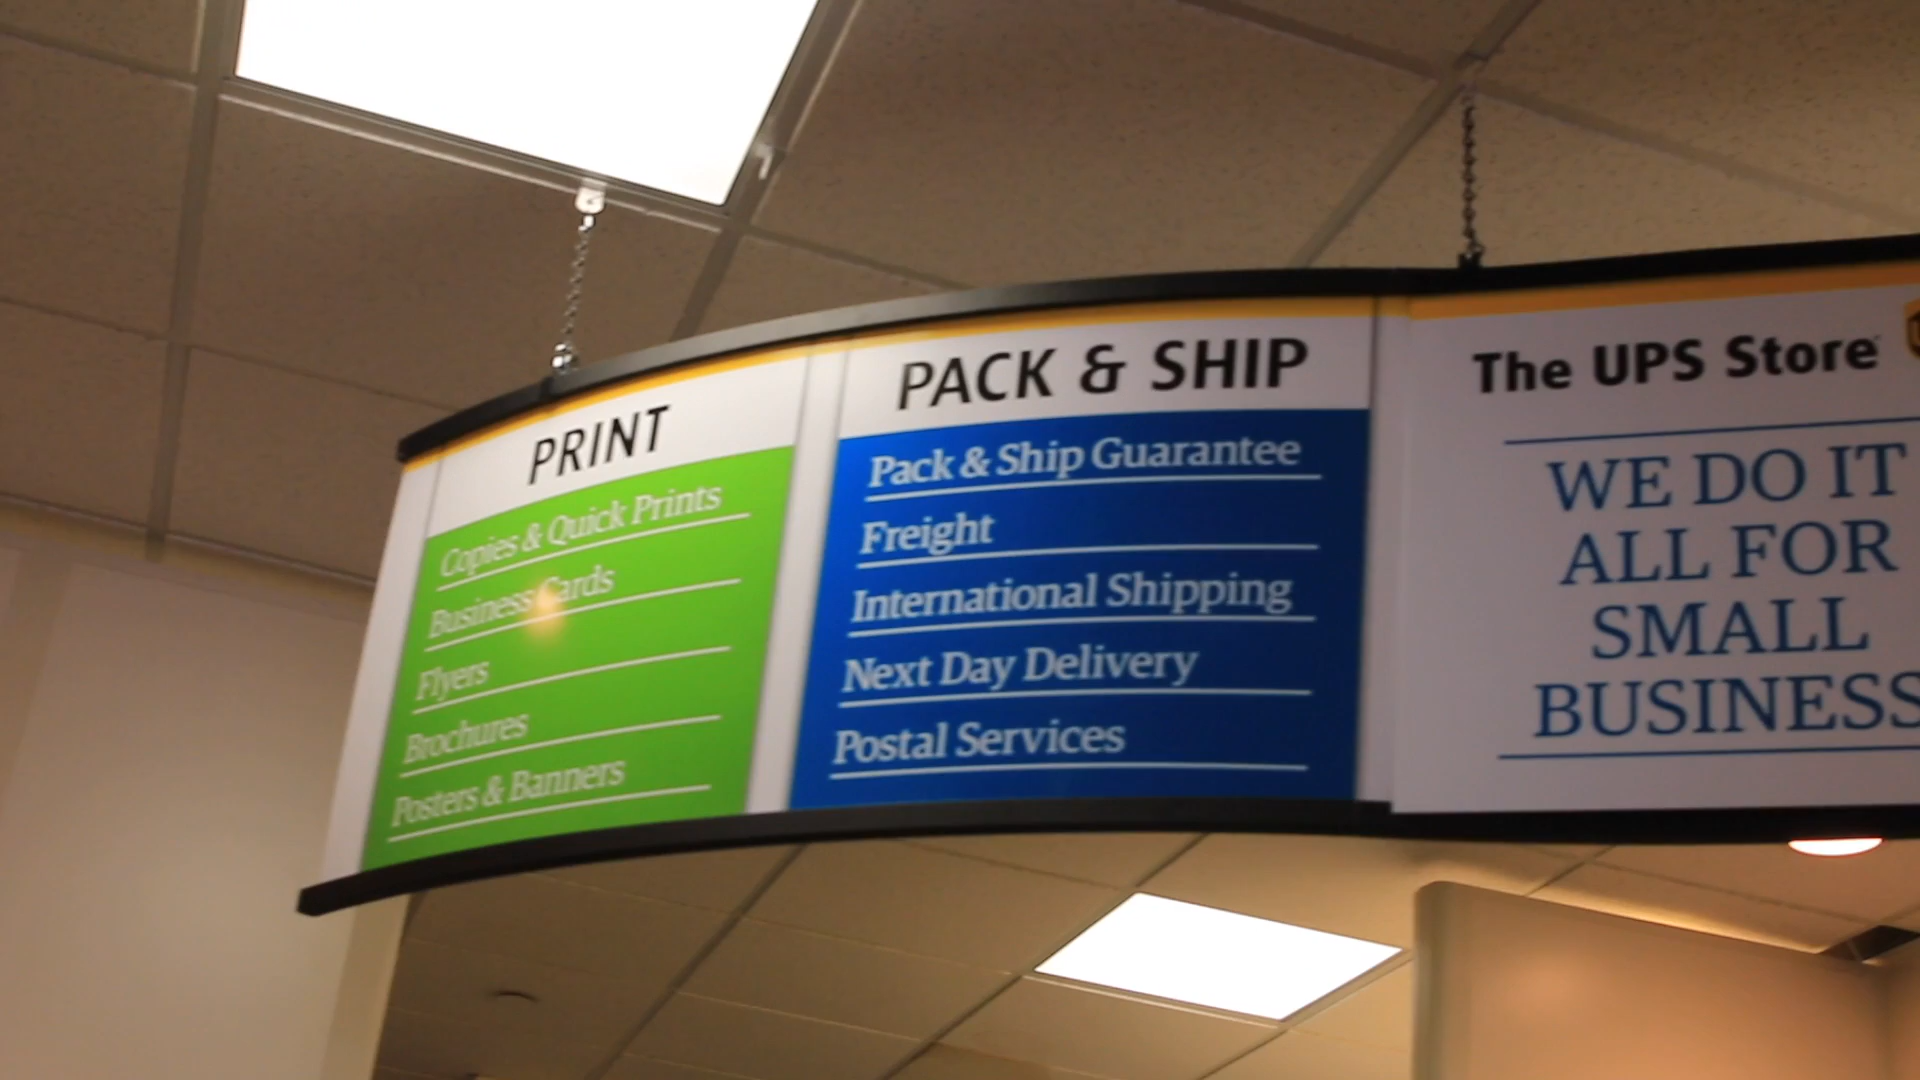 PRINT
Copies & Quick Prints
Business Cards
Flyers
Brochures
Posters & Banners
PACK & SHIP
Pack & Ship Guarantee
Freight
International Shipping
Next Day Delivery
Postal Services
The UPS Store
WE DO IT
ALL FOR
SMALL
BUSINESS